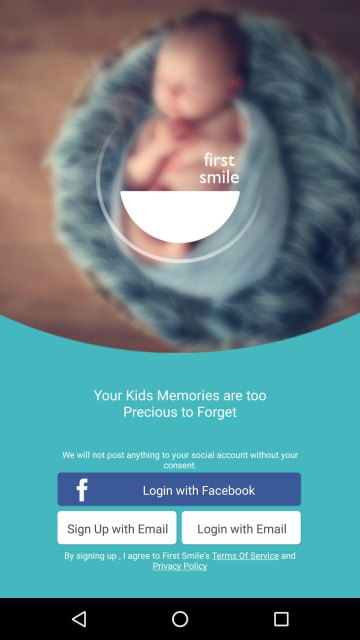 first
smile
Your Kids Memories are too
Precious to Forget
We will not post anything to your social account without your
consent.
f Login with Facebook
Sign Up with Email Login with Email
By signing up , I agree to First Smile's Terms Of Service and
Privacy Policy